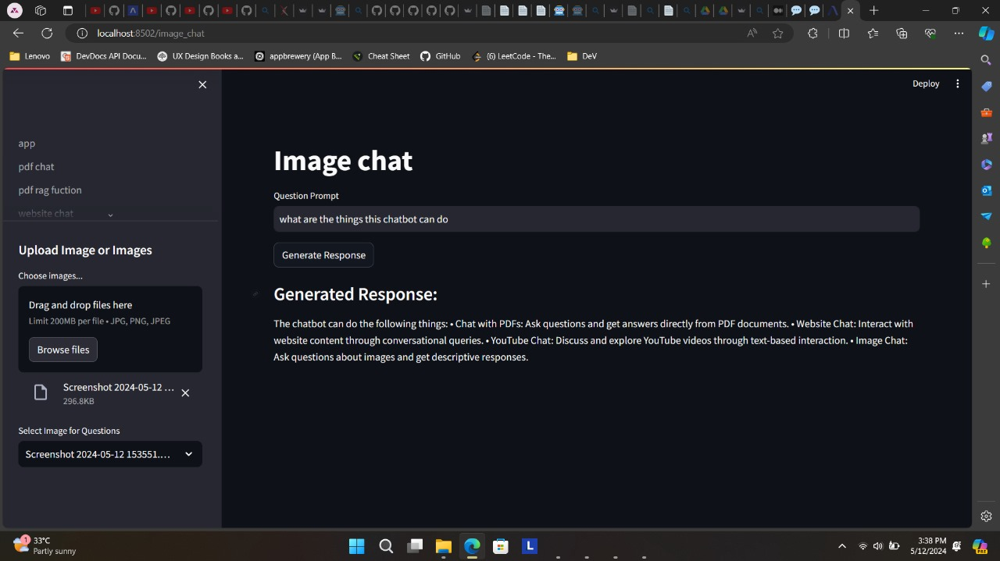 localhost:8502/image_chat
Lenovo
DevDocs API Docu...
UX Design Books a...
appbrewery (App B...
Cheat Sheet
GitHub
(6) LeetCode - The...
DeV
Deploy
app
pdf chat
pdf rag fuction
website chat
Upload Image or Images
Choose images...
Drag and drop files here
Limit 200MB per file • JPG, PNG, JPEG
Browse files
Screenshot 2024-05-12 ...
296.8KB
Select Image for Questions
Screenshot 2024-05-12 153551....
Image chat
Question Prompt
what are the things this chatbot can do
Generate Response
Generated Response:
The chatbot can do the following things: • Chat with PDFs: Ask questions and get answers directly from PDF documents. • Website Chat: Interact with
website content through conversational queries. • YouTube Chat: Discuss and explore YouTube videos through text-based interaction. • Image Chat:
Ask questions about images and get descriptive responses.
1
33°C
Partly sunny
L
3:38 PM
5/12/2024